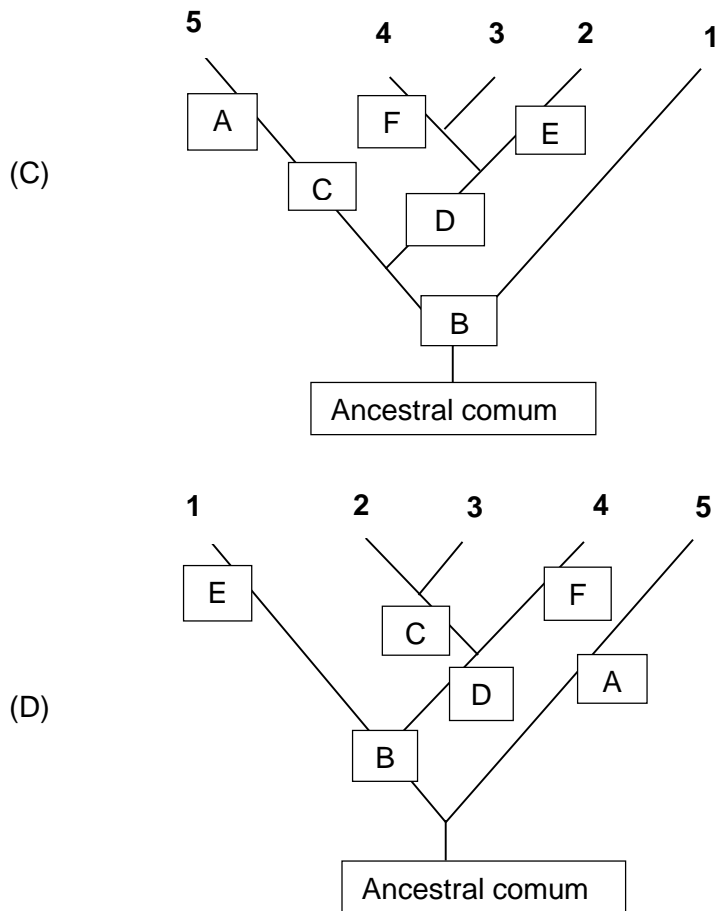 5 4 3 2 1
A F E
(C)
C
D
B
Ancestral comum
1 2 3 4 5
E F
C
A
(D)
D
B
Ancestral comum